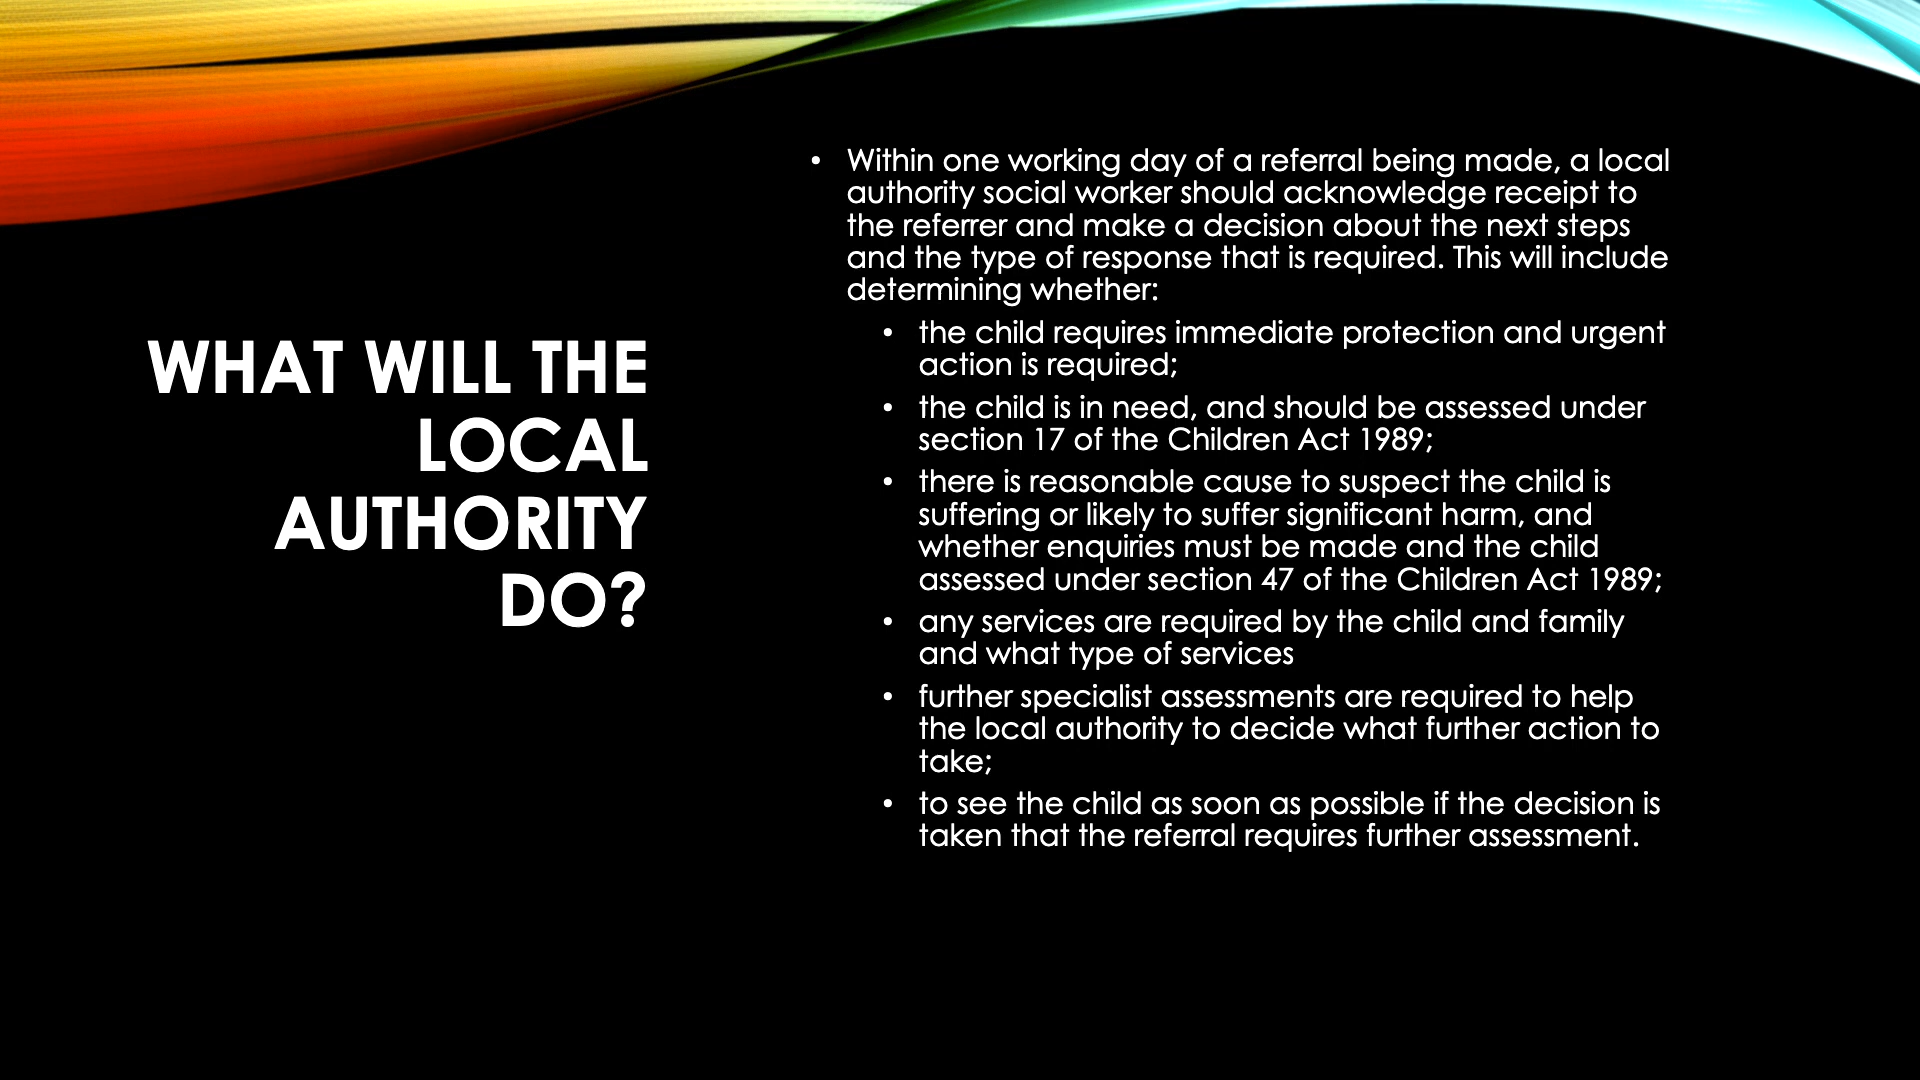 WHAT WILL THE
LOCAL
AUTHORITY
DO?
• Within one working day of a referral being made, a local
authority social worker should acknowledge receipt to
the referrer and make a decision about the next steps
and the type of response that is required. This will include
determining whether:
• the child requires immediate protection and urgent
action is required;
• the child is in need, and should be assessed under
section 17 of the Children Act 1989;
• there is reasonable cause to suspect the child is
suffering or likely to suffer significant harm, and
whether enquiries must be made and the child
assessed under section 47 of the Children Act 1989;
• any services are required by the child and family
and what type of services
• further specialist assessments are required to help
the local authority to decide what further action to
take;
• to see the child as soon as possible if the decision is
taken that the referral requires further assessment.